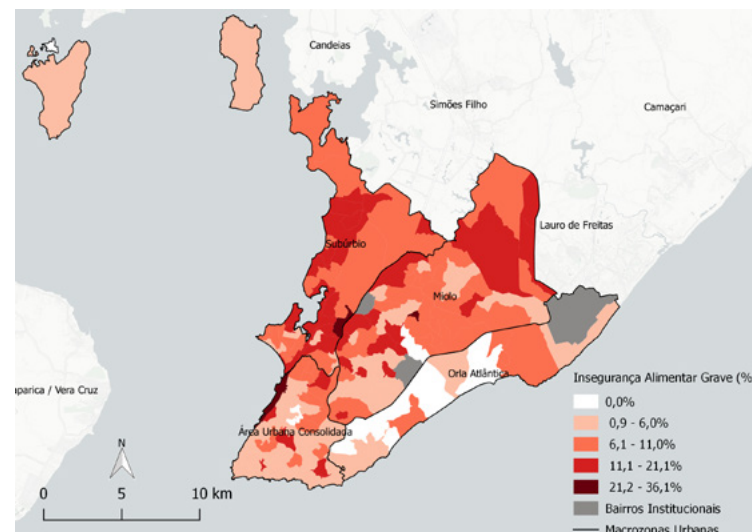 Candeias
Simões Filho
Camaçari
Lauro de Freitas
Subúrbio
Miolo
Orla Atlântica
aparica / Vera Cruz
Área Urbana Consolidada
N
0 5 10 km
Insegurança Alimentar Grave (%
0,0%
0,9 - 6,0%
6,1 - 11,0%
11,1 - 21,1%
21,2 - 36,1%
Bairros Institucionais
Macrozonas Urbanas